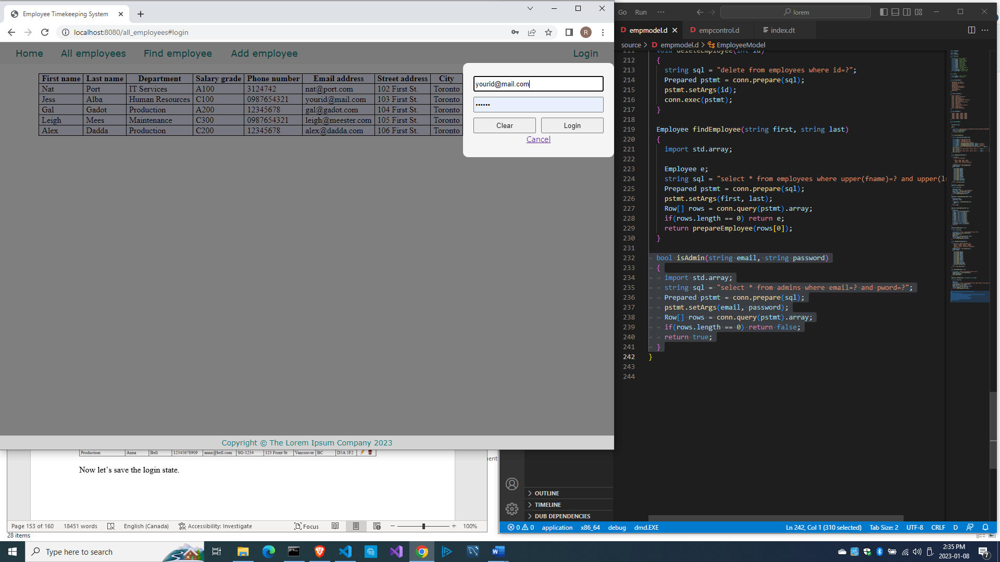 Employee Timekeeping System
localhost:8080/all_employees#login
R
Home All employees Find employee Add employee Login
First name Last name Department Salary grade Phone number Email address Street address City
Nat Port IT Services A100 3124742 nat@port.com 102 First St. Toronto
Jess Alba Human Resources C100 0987654321 yourid@mail.com 103 First St. Toronto
Gal Gadot Production A200 12345678 gal@gadot.com 104 First St. Toronto
Leigh Mees Maintenance C300 0987654321 leigh@meester.com 105 First St. Toronto
Alex Dadda Production C200 12345678 alex@dadda.com 106 First St. Toronto
yourid@mail.com
••••••
Clear Login
Cancel
Copyright © The Lorem Ipsum Company 2023
Production Anna Bell 12345678909 anna@bell.com SG-1234 123 Front St Vancouver BC D5A 5F2
Now let’s save the login state.
Page 153 of 160 18451 words English (Canada) Accessibility: Investigate Focus 100%
28 items
Go Run ··· lorem
empmodel.d empcontrol.d index.dt
source > empmodel.d > EmployeeModel
211 void deleteEmployee(int id)
212 {
213 string sql = "delete from employees where id=?";
214 Prepared pstmt = conn.prepare(sql);
215 pstmt.setArgs(id);
216 conn.exec(pstmt);
217 }
218
219 Employee findEmployee(string first, string last)
220 {
221 import std.array;
222
223 Employee e;
224 string sql = "select * from employees where upper(fname)=? and upper(ln
225 Prepared pstmt = conn.prepare(sql);
226 pstmt.setArgs(first, last);
227 Row[] rows = conn.query(pstmt).array;
228 if(rows.length == 0) return e;
229 return prepareEmployee(rows[0]);
230 }
231
232 bool isAdmin(string email, string password)
233 {
234 import std.array;
235 string sql = "select * from admins where email=? and pword=?";
236 Prepared pstmt = conn.prepare(sql);
237 pstmt.setArgs(email, password);
238 Row[] rows = conn.query(pstmt).array;
239 if(rows.length == 0) return false;
240 return true;
241 }
242 }
243
244
OUTLINE
TIMELINE
DUB DEPENDENCIES
0 0 application x86_64 debug dmd.EXE Ln 242, Col 1 (310 selected) Tab Size: 2 UTF-8 CRLF D
Type here to search
2:35 PM
2023-01-08
7